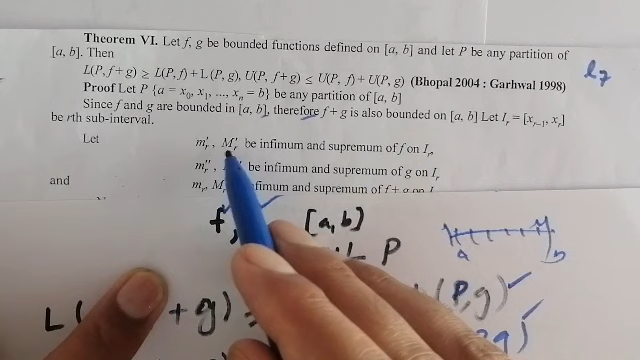 Theorem VI. Let f, g be bounded functions defined on [a, b] and let P be any partition of
[a, b]. Then
L(P, f + g) ≥ L(P, f) + L (P, g), U(P, f + g) ≤ U(P, f) + U(P, g) (Bhopal 2004 : Garhwal 1998)
Proof Let P {a = x₀, x₁, ..., xₙ = b} be any partition of [a, b]
Since f and g are bounded in [a, b], therefore f + g is also bounded on [a, b] Let Iᵣ = [xᵣ₋₁, xᵣ]
be rth sub-interval.
Let m′ᵣ, M′ᵣ be infimum and supremum of f on Iᵣ,
m″ᵣ, be infimum and supremum of g on Iᵣ
and mᵣ, M infimum and supremum of f + g on I
f, [a, b]
a b
P
L( + g) (P, g)